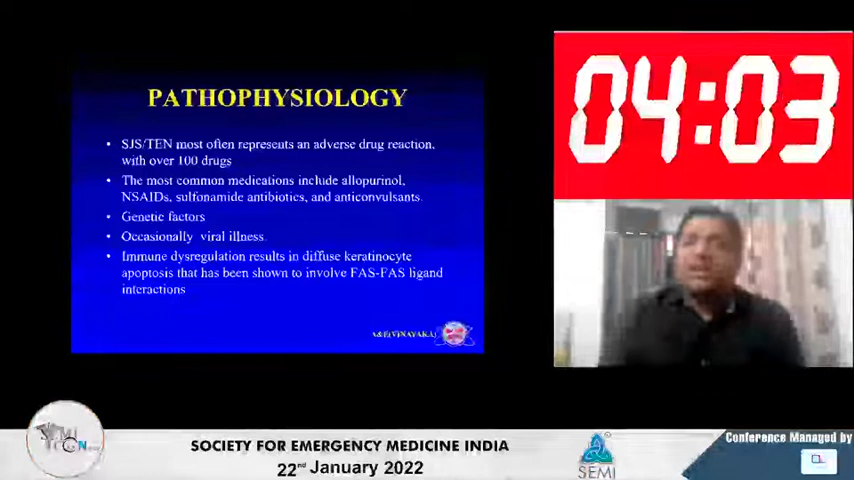 PATHOPHYSIOLOGY
• SJS/TEN most often represents an adverse drug reaction,
with over 100 drugs
• The most common medications include allopurinol,
NSAIDs, sulfonamide antibiotics, and anticonvulsants.
• Genetic factors
• Occasionally viral illness.
• Immune dysregulation results in diffuse keratinocyte
apoptosis that has been shown to involve FAS-FAS ligand
interactions
A&E(VINAYAKA)
04:03
SOCIETY FOR EMERGENCY MEDICINE INDIA
22nd January 2022
SEMI
Conference Managed by